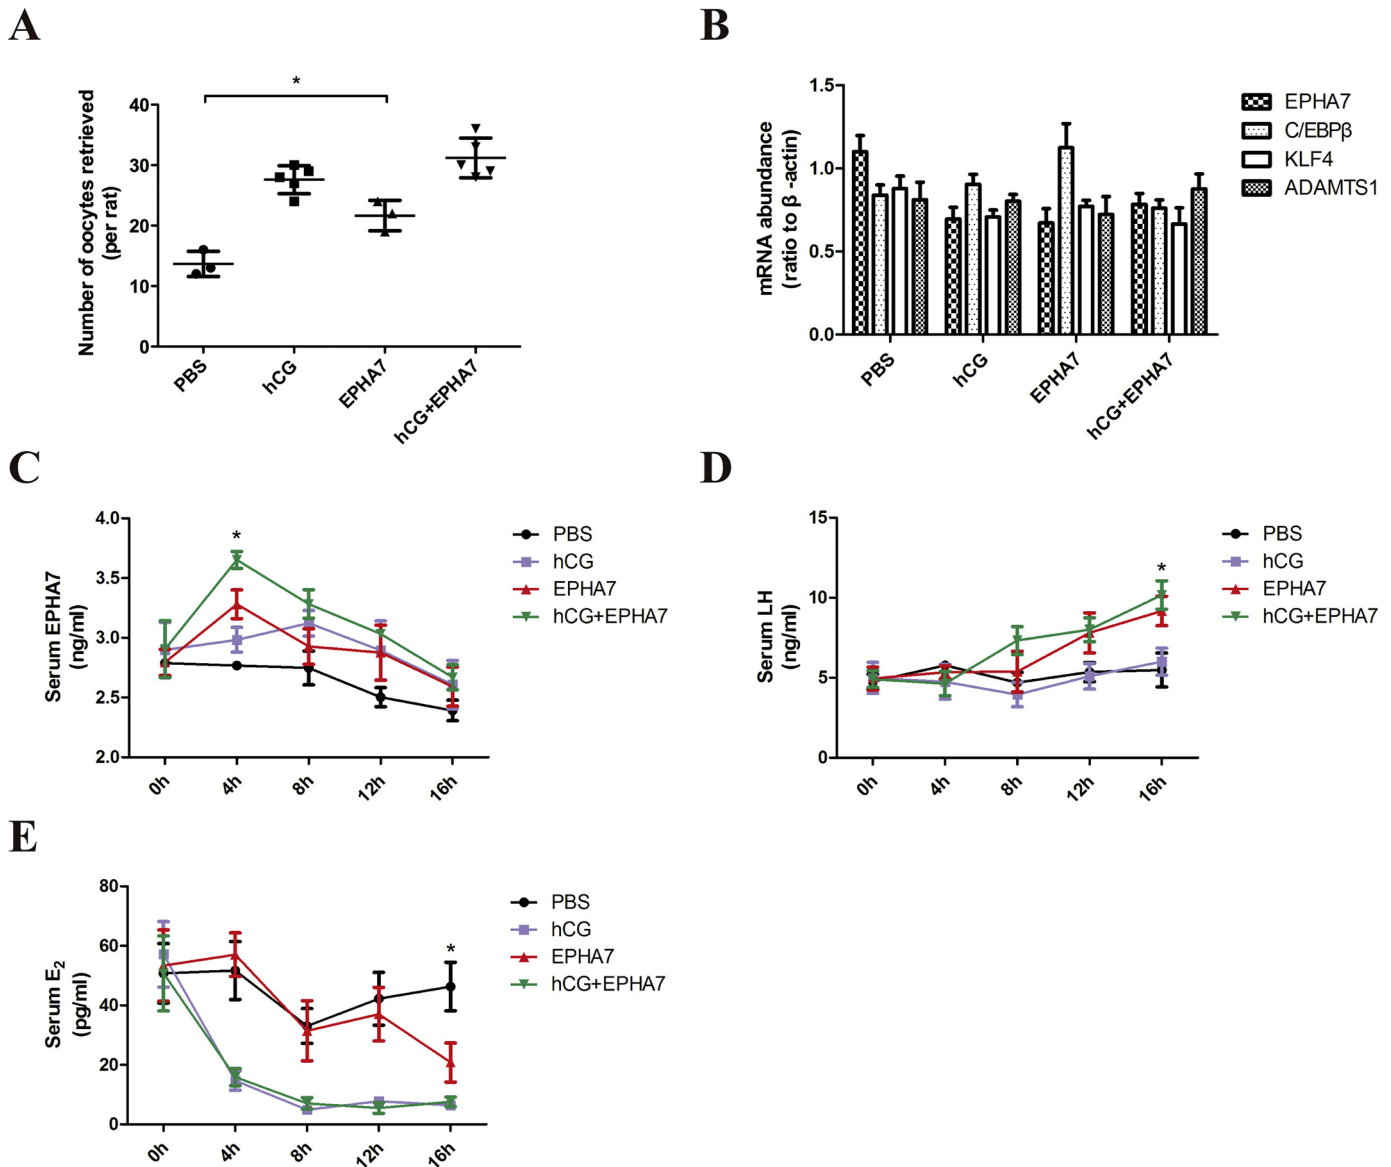 A
Number of oocytes retrieved
(per rat)
40
30
20
10
0
*
PBS
hCG
EPHA7
hCG+EPHA7
B
mRNA abundance
(ratio to β -actin)
1.5
1.0
0.5
0.0
PBS
hCG
EPHA7
hCG+EPHA7
EPHA7
C/EBPβ
KLF4
ADAMTS1
C
Serum EPHA7
(ng/ml)
4.0
3.5
3.0
2.5
2.0
*
0h
4h
8h
12h
16h
PBS
hCG
EPHA7
hCG+EPHA7
D
Serum LH
(ng/ml)
15
10
5
0
*
0h
4h
8h
12h
16h
PBS
hCG
EPHA7
hCG+EPHA7
E
Serum E₂
(pg/ml)
80
60
40
20
0
*
0h
4h
8h
12h
16h
PBS
hCG
EPHA7
hCG+EPHA7